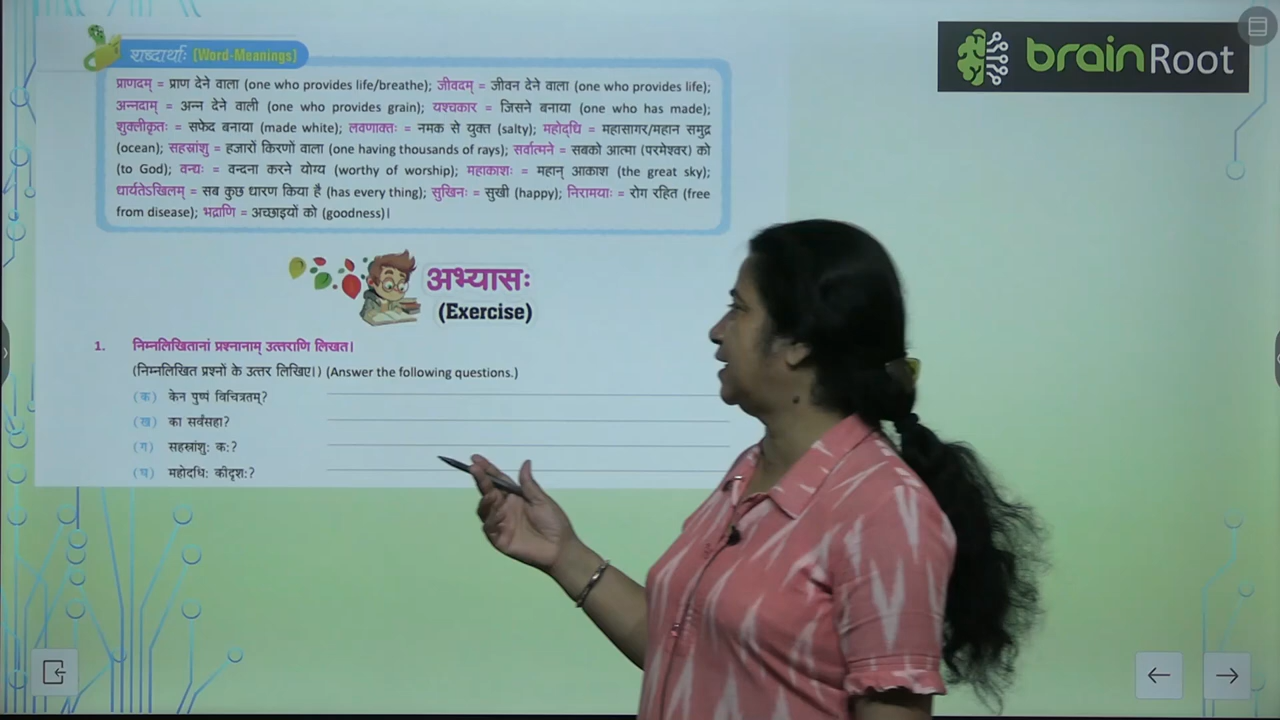 brainRoot
शब्दार्थाः (Word-Meanings)
प्राणदम् = प्राण देने वाला (one who provides life/breathe); जीवदम् = जीवन देने वाला (one who provides life);
अन्नदाम् = अन्न देने वाली (one who provides grain); यश्चकार = जिसने बनाया (one who has made);
शुक्लीकृतः = सफेद बनाया (made white); लवणाक्तः = नमक से युक्त (salty); महोद्धि = महासागर/महान समुद्र
(ocean); सहस्रांशु = हजारों किरणों वाला (one having thousands of rays); सर्वात्मने = सबको आत्मा (परमेश्वर) को
(to God); वन्द्यः = वन्दना करने योग्य (worthy of worship); महाकाशः = महान् आकाश (the great sky);
धार्यतेऽखिलम् = सब कुछ धारण किया है (has every thing); सुखिनः = सुखी (happy); निरामयाः = रोग रहित (free
from disease); भद्राणि = अच्छाइयों को (goodness)।
अभ्यासः
(Exercise)
1. निम्नलिखितानां प्रश्नानाम् उत्तराणि लिखत।
(निम्नलिखित प्रश्नों के उत्तर लिखिए।) (Answer the following questions.)
(क) केन पुष्पं विचित्रतम्?
(ख) का सर्वंसहा?
(ग) सहस्रांशुः कः?
(घ) महोदधिः कीदृशः?